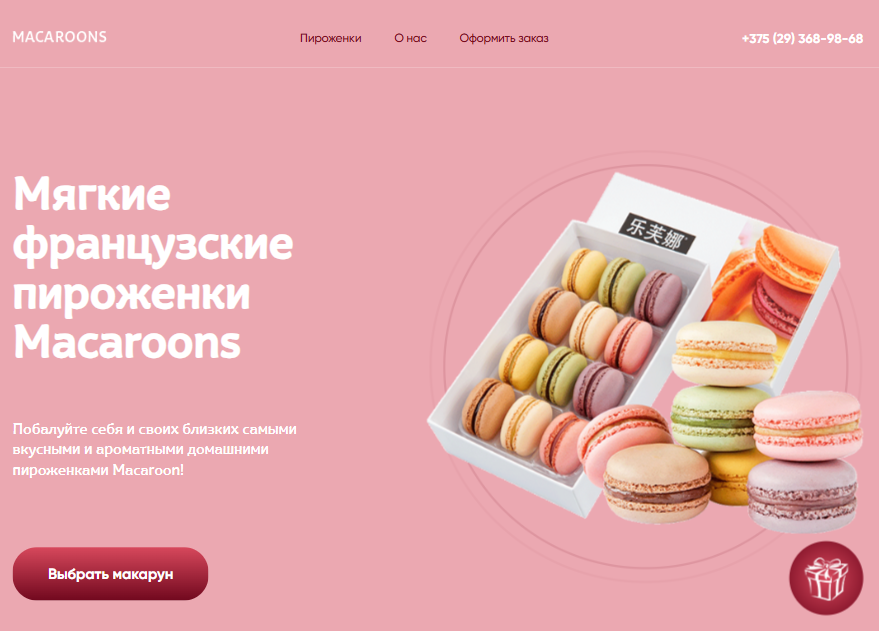 MACAROONS
Пироженки
О нас
Оформить заказ
+375 (29) 368-98-68
Мягкие
французские
пироженки
Macaroons
乐芙娜
Побалуйте себя и своих близких самыми
вкусными и ароматными домашними
пироженками Macaroon!
Выбрать макарун